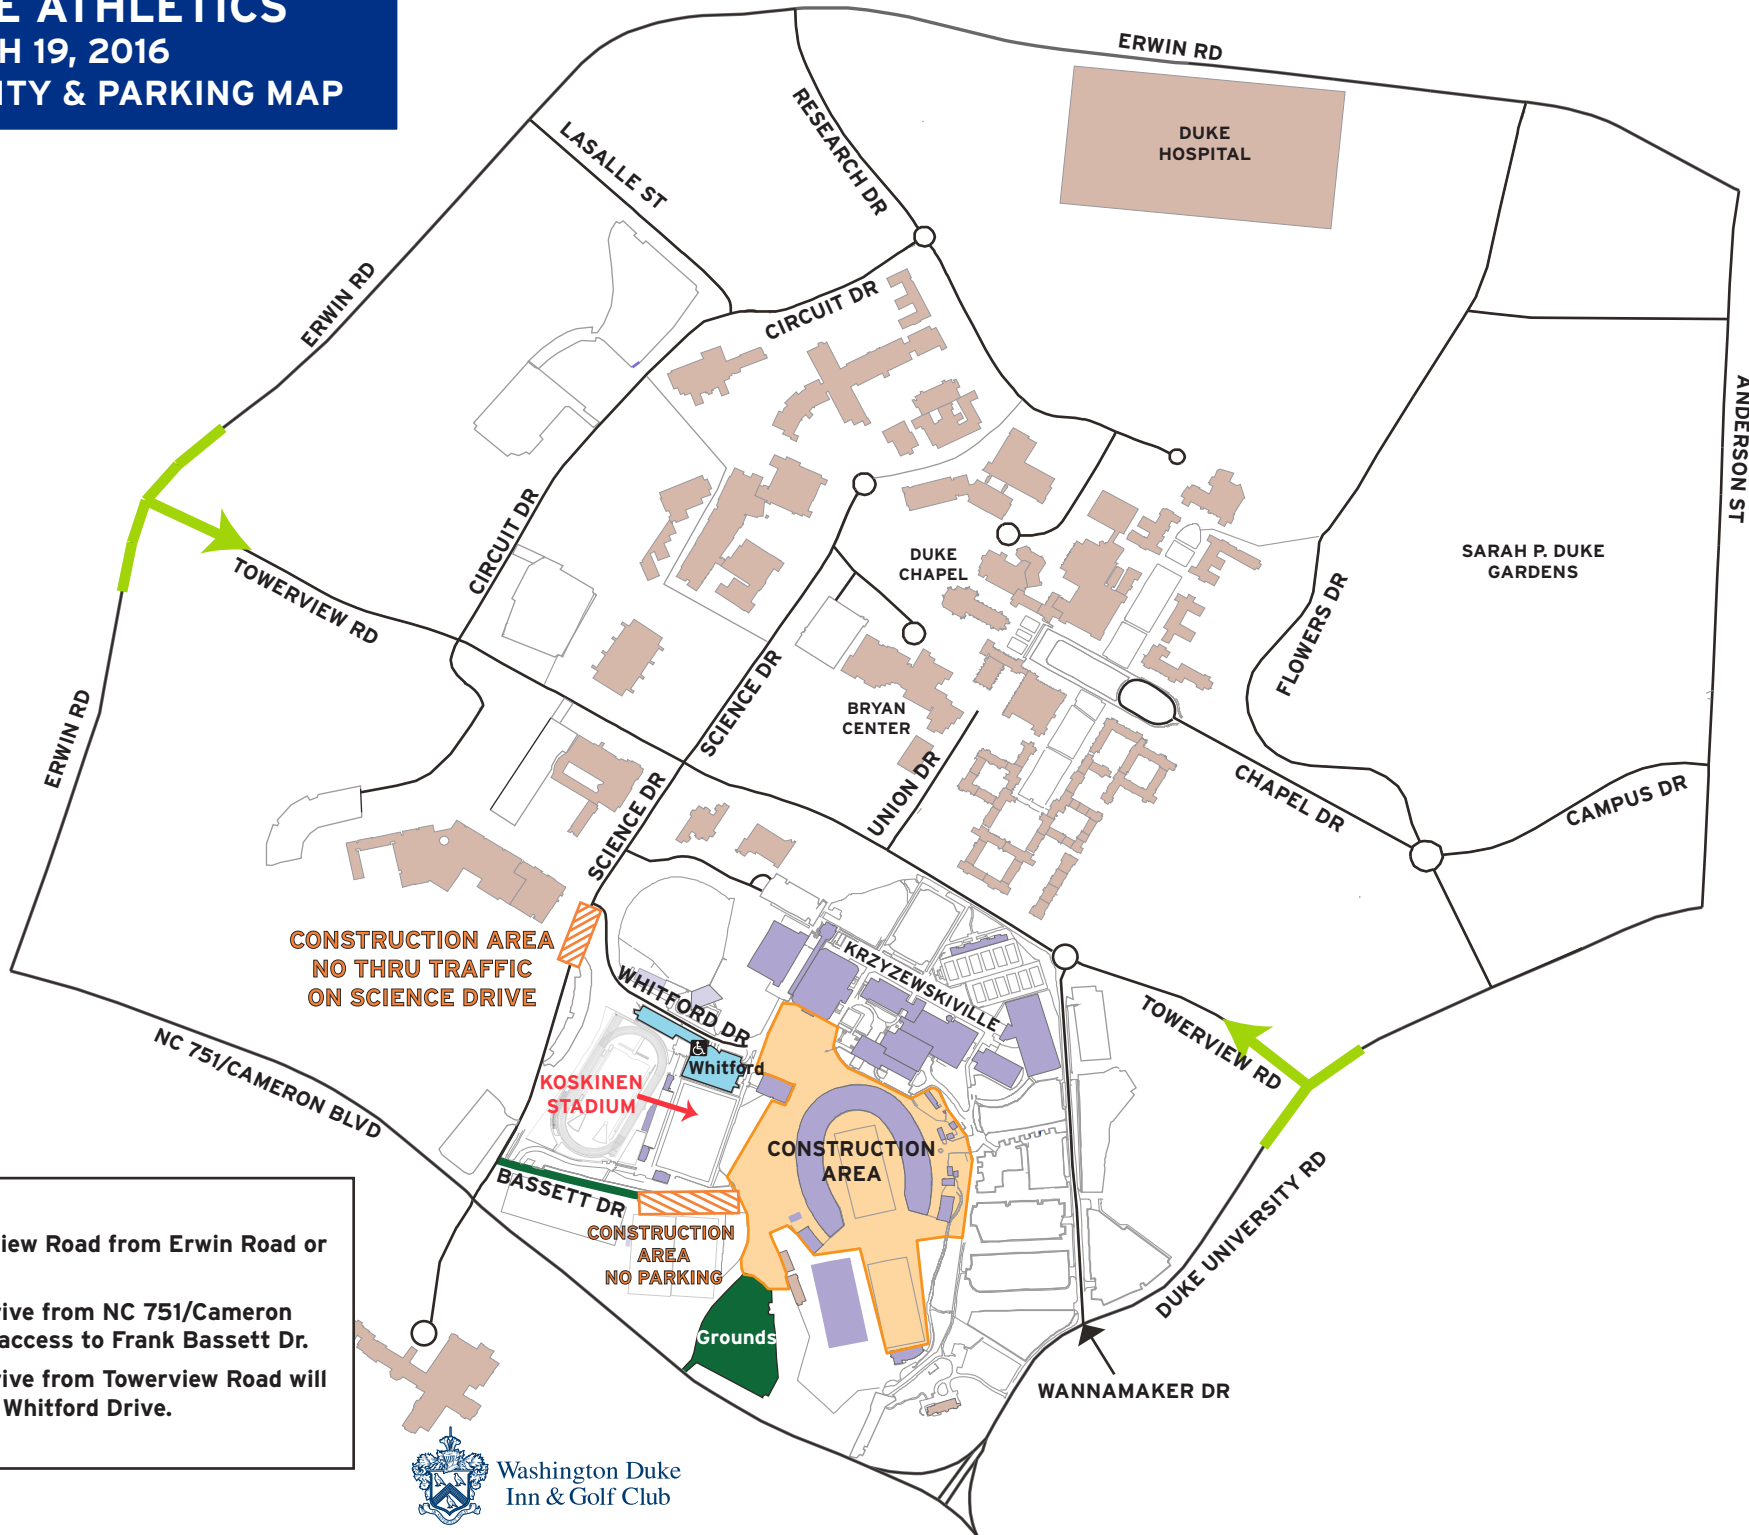 ATHLETICS
19, 2016
& PARKING MAP
ERWIN RD
DUKE
HOSPITAL
RESEARCH DR
LASALLE ST
ERWIN RD
CIRCUIT DR
ANDERSON ST
CIRCUIT DR
TOWERVIEW RD
DUKE
CHAPEL
SARAH P. DUKE
GARDENS
FLOWERS DR
SCIENCE DR
ERWIN RD
BRYAN
CENTER
UNION DR
CHAPEL DR
CAMPUS DR
SCIENCE DR
CONSTRUCTION AREA
NO THRU TRAFFIC
ON SCIENCE DRIVE
KRZYZEWSKIVILLE
WHITFORD DR
TOWERVIEW RD
NC 751/CAMERON BLVD
Whitford
KOSKINEN
STADIUM
CONSTRUCTION
AREA
BASSETT DR
CONSTRUCTION
AREA
NO PARKING
DUKE UNIVERSITY RD
Road from Erwin Road or
from NC 751/Cameron
access to Frank Bassett Dr.
from Towerview Road will
Whitford Drive.
Grounds
WANNAMAKER DR
Washington Duke
Inn & Golf Club